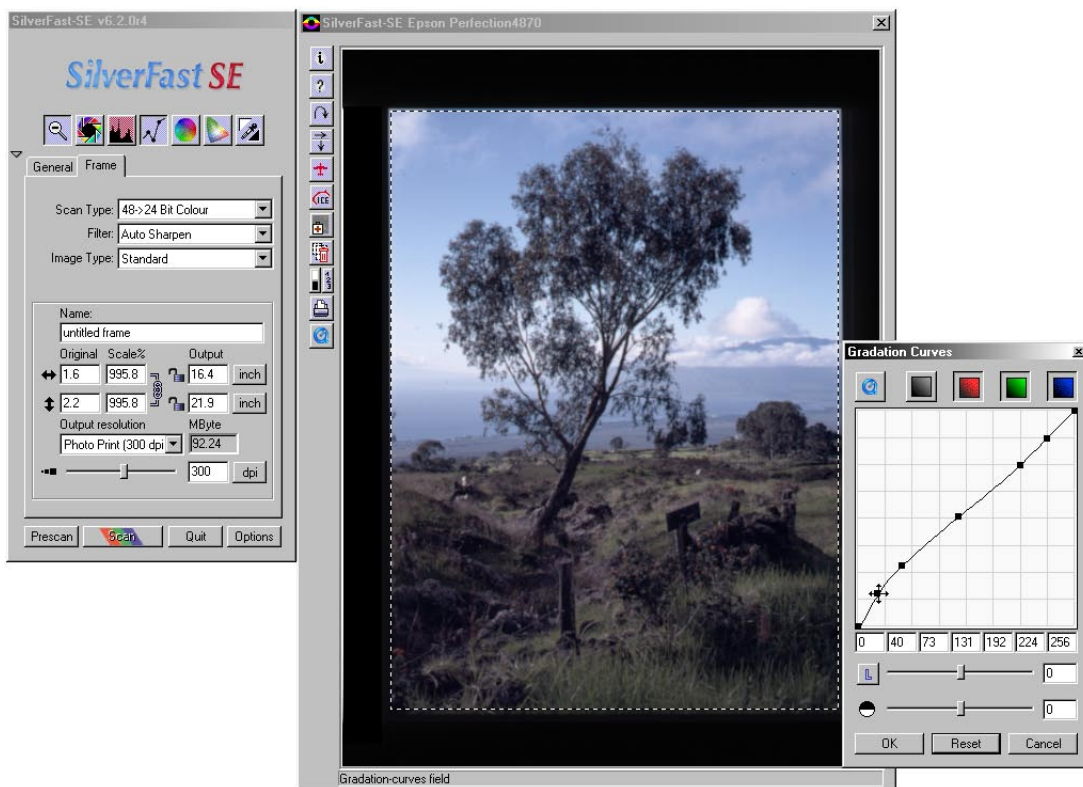 SilverFast-SE v6.2.0r4
SilverFast SE
General Frame
Scan Type: 48->24 Bit Colour
Filter: Auto Sharpen
Image Type: Standard
Name:
untitled frame
Original Scale% Output
1.6 995.8 16.4 inch
2.2 995.8 21.9 inch
Output resolution MByte
Photo Print (300 dpi 92.24
300 dpi
Prescan Scan Quit Options
SilverFast-SE Epson Perfection4870
i
?
ICE
Gradation-curves field
Gradation Curves
0 40 73 131 192 224 256
L 0
0
OK Reset Cancel